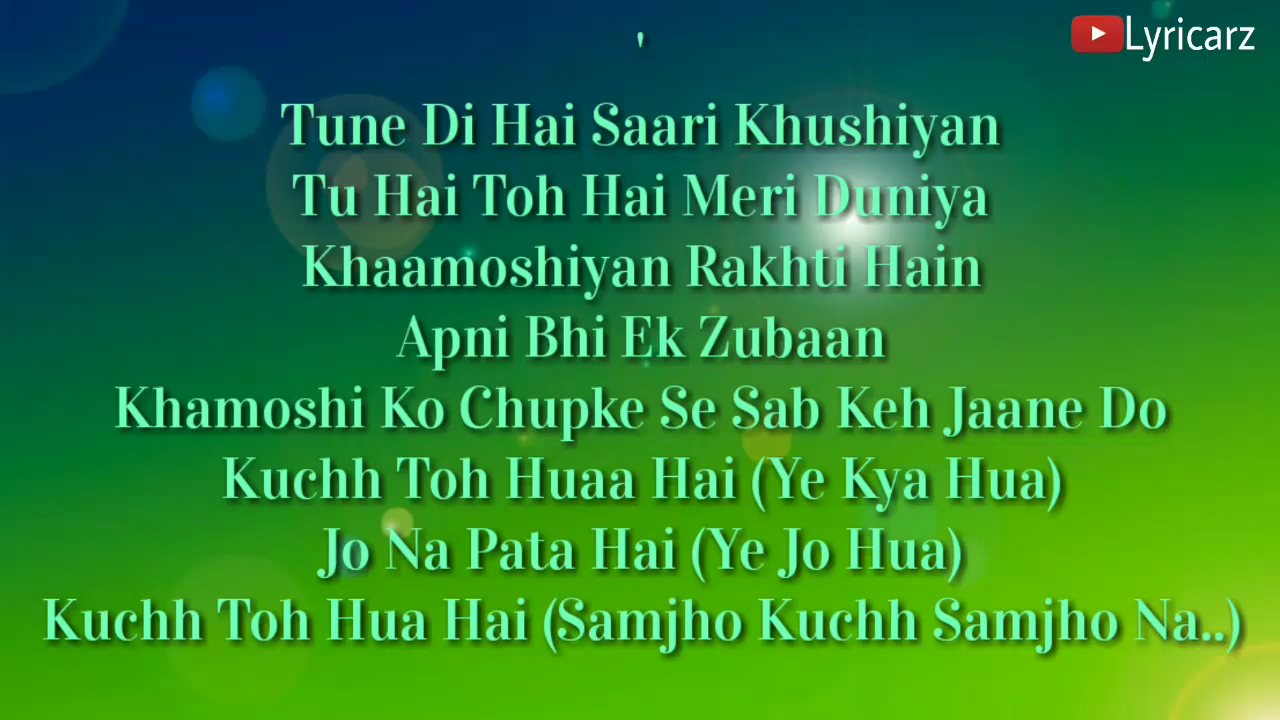 Lyricarz
'
Tune Di Hai Saari Khushiyan
Tu Hai Toh Hai Meri Duniya
Khaamoshiyan Rakhti Hain
Apni Bhi Ek Zubaan
Khamoshi Ko Chupke Se Sab Keh Jaane Do
Kuchh Toh Huaa Hai (Ye Kya Hua)
Jo Na Pata Hai (Ye Jo Hua)
Kuchh Toh Hua Hai (Samjho Kuchh Samjho Na..)